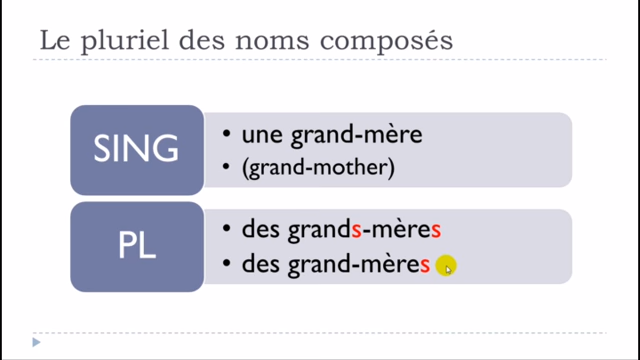 Le pluriel des noms composés
SING
• une grand-mère
• (grand-mother)
PL
• des grands-mères
• des grand-mères